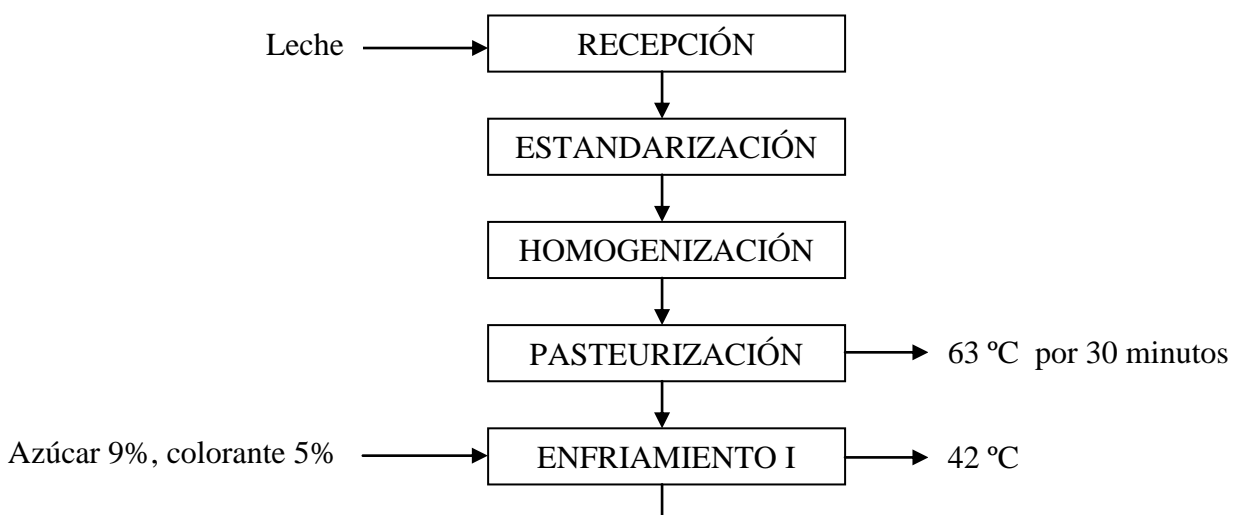 Leche
RECEPCIÓN
ESTANDARIZACIÓN
HOMOGENIZACIÓN
PASTEURIZACIÓN
63 ºC por 30 minutos
Azúcar 9%, colorante 5%
ENFRIAMIENTO I
42 ºC